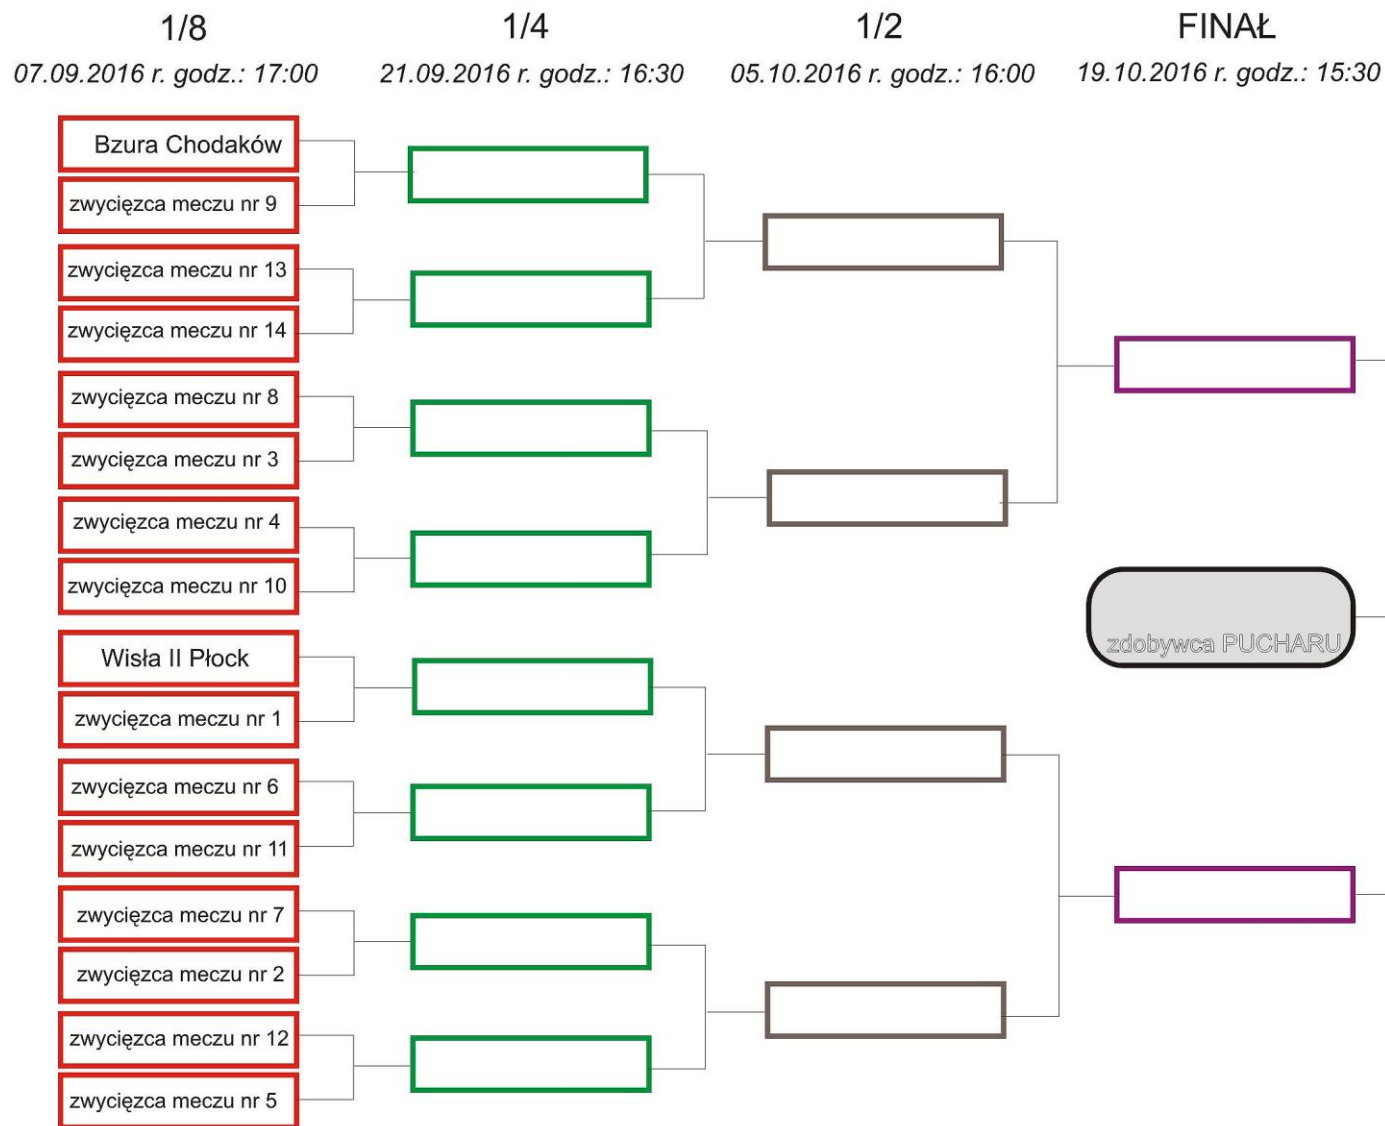 1/8
1/4
1/2
FINAŁ
07.09.2016 r. godz.: 17:00
21.09.2016 r. godz.: 16:30
05.10.2016 r. godz.: 16:00
19.10.2016 r. godz.: 15:30
Bzura Chodaków
zwycięzca meczu nr 9
zwycięzca meczu nr 13
zwycięzca meczu nr 14
zwycięzca meczu nr 8
zwycięzca meczu nr 3
zwycięzca meczu nr 4
zwycięzca meczu nr 10
Wisła II Płock
zwycięzca meczu nr 1
zwycięzca meczu nr 6
zwycięzca meczu nr 11
zwycięzca meczu nr 7
zwycięzca meczu nr 2
zwycięzca meczu nr 12
zwycięzca meczu nr 5
zdobywca PUCHARU